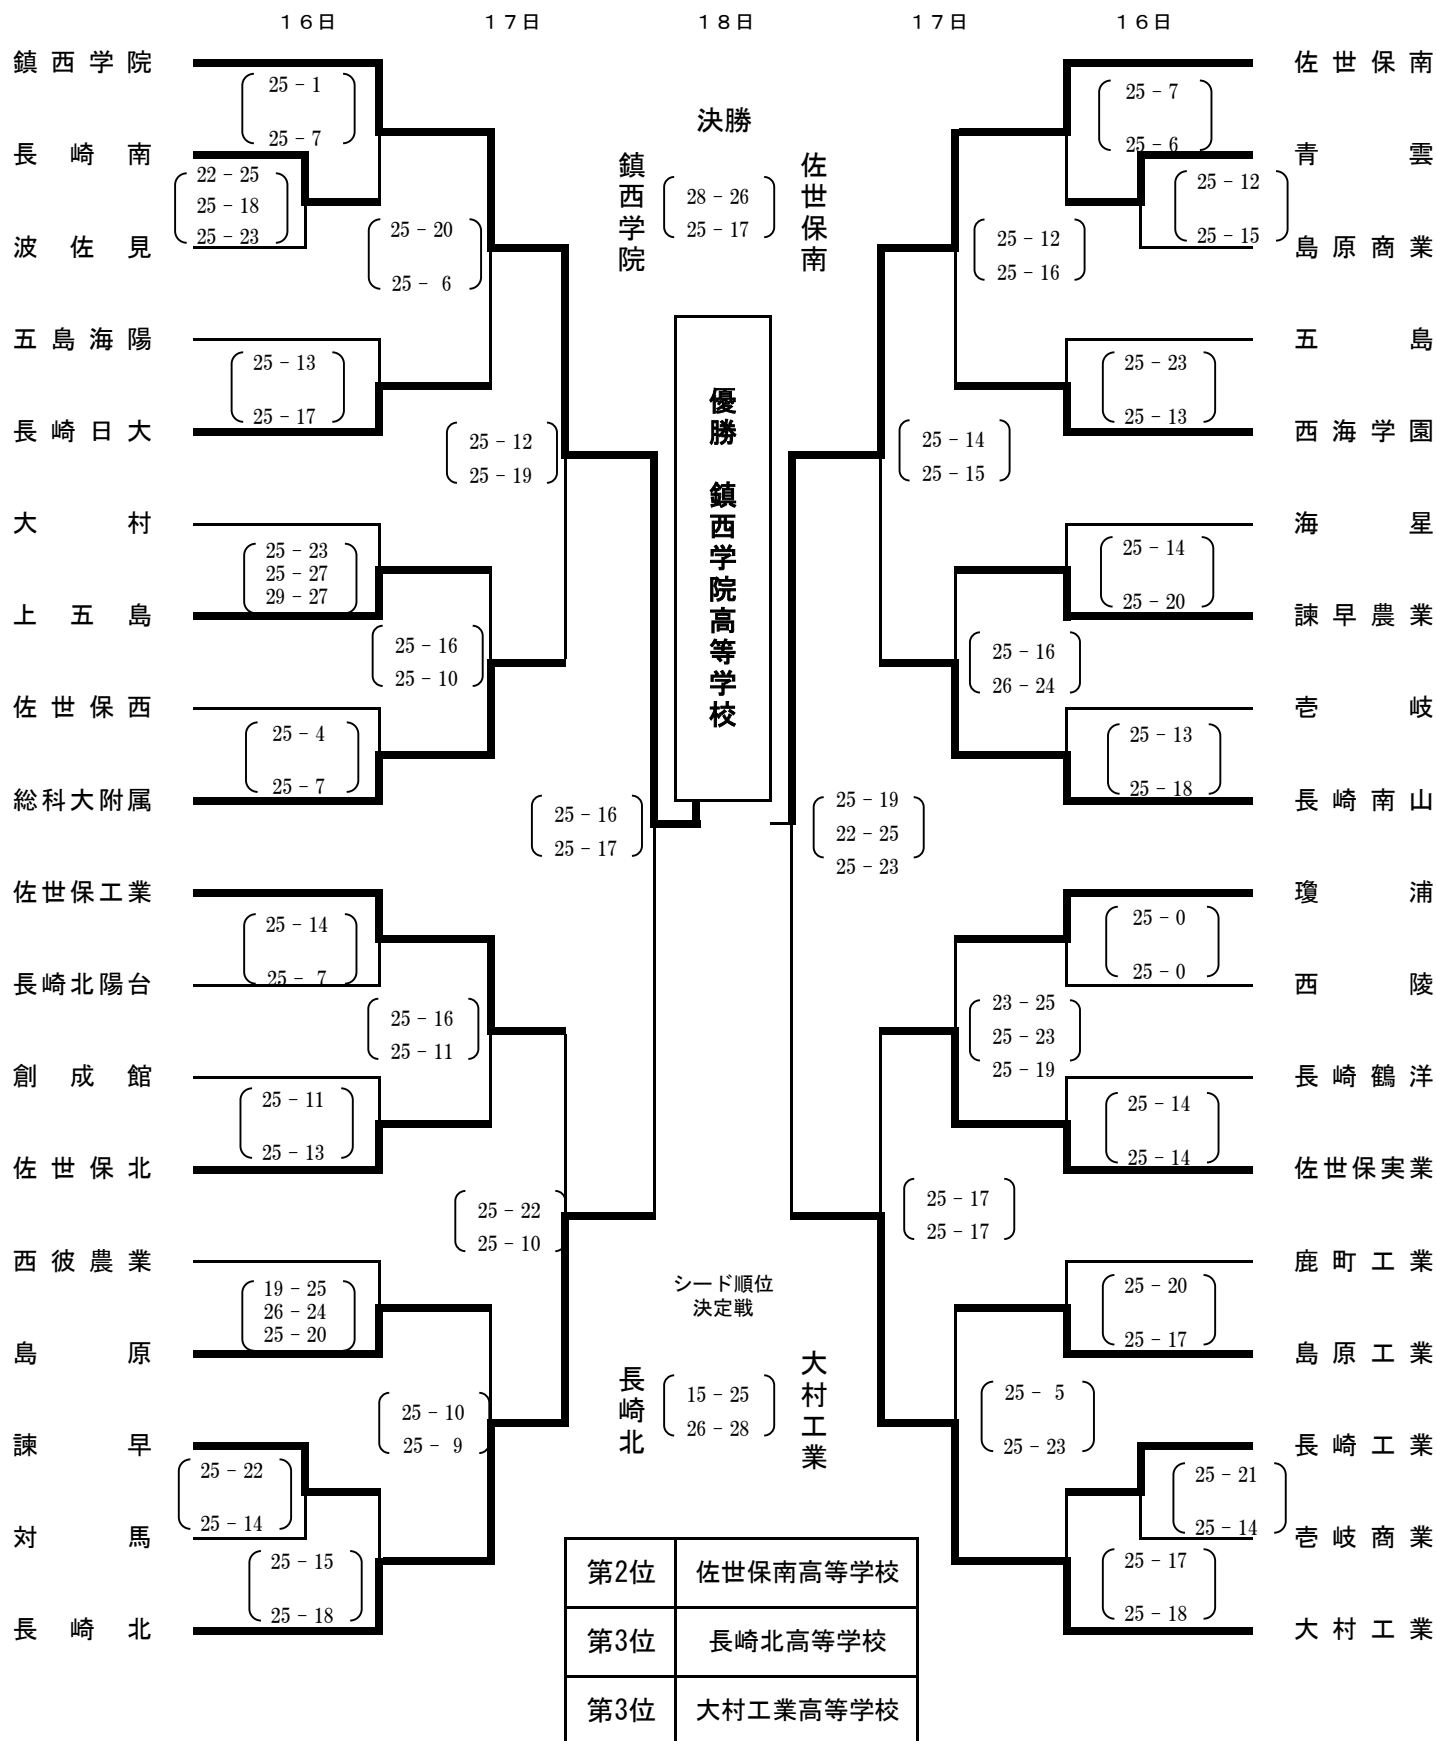 １６日 １７日 １８日 １７日 １６日
鎮西学院
25 − 1
25 − 7
長崎南
22 − 25
25 − 18
25 − 23
波佐見
25 − 20
25 − 6
五島海陽
25 − 13
25 − 17
長崎日大
25 − 12
25 − 19
大村
25 − 23
25 − 27
29 − 27
上五島
25 − 16
25 − 10
佐世保西
25 − 4
25 − 7
総科大附属
25 − 16
25 − 17
佐世保工業
25 − 14
25 − 7
長崎北陽台
25 − 16
25 − 11
創成館
25 − 11
25 − 13
佐世保北
25 − 22
25 − 10
西彼農業
19 − 25
26 − 24
25 − 20
島原
25 − 10
25 − 9
諫早
25 − 22
25 − 14
対馬
25 − 15
25 − 18
長崎北
決勝
鎮西学院
28 − 26
25 − 17
佐世保南
優勝 鎮西学院高等学校
シード順位
決定戦
長崎北
15 − 25
26 − 28
大村工業
第2位 佐世保南高等学校
第3位 長崎北高等学校
第3位 大村工業高等学校
佐世保南
25 − 7
25 − 6
青雲
25 − 12
25 − 15
島原商業
25 − 12
25 − 16
五島
25 − 23
25 − 13
西海学園
25 − 14
25 − 15
海星
25 − 14
25 − 20
諫早農業
25 − 16
26 − 24
壱岐
25 − 13
25 − 18
長崎南山
25 − 19
22 − 25
25 − 23
瓊浦
25 − 0
25 − 0
西陵
23 − 25
25 − 23
25 − 19
長崎鶴洋
25 − 14
25 − 14
佐世保実業
25 − 17
25 − 17
鹿町工業
25 − 20
25 − 17
島原工業
25 − 5
25 − 23
長崎工業
25 − 21
25 − 14
壱岐商業
25 − 17
25 − 18
大村工業